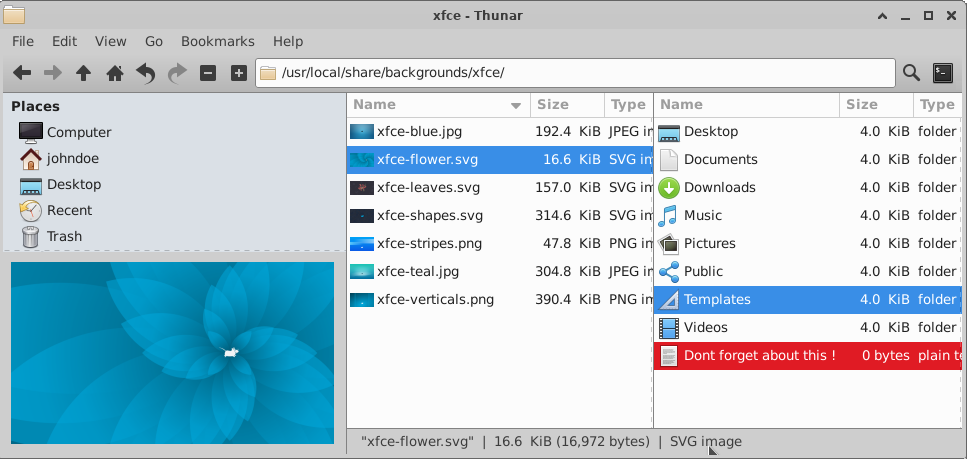 xfce - Thunar
File Edit View Go Bookmarks Help
/usr/local/share/backgrounds/xfce/
Places
Computer
johndoe
Desktop
Recent
Trash
Name Size Type
xfce-blue.jpg 192.4 KiB JPEG in
xfce-flower.svg 16.6 KiB SVG im
xfce-leaves.svg 157.0 KiB SVG im
xfce-shapes.svg 314.6 KiB SVG im
xfce-stripes.png 47.8 KiB PNG im
xfce-teal.jpg 304.8 KiB JPEG in
xfce-verticals.png 390.4 KiB PNG im
Name Size Type
Desktop 4.0 KiB folder
Documents 4.0 KiB folder
Downloads 4.0 KiB folder
Music 4.0 KiB folder
Pictures 4.0 KiB folder
Public 4.0 KiB folder
Templates 4.0 KiB folder
Videos 4.0 KiB folder
Dont forget about this ! 0 bytes plain te
"xfce-flower.svg" | 16.6 KiB (16,972 bytes) | SVG image